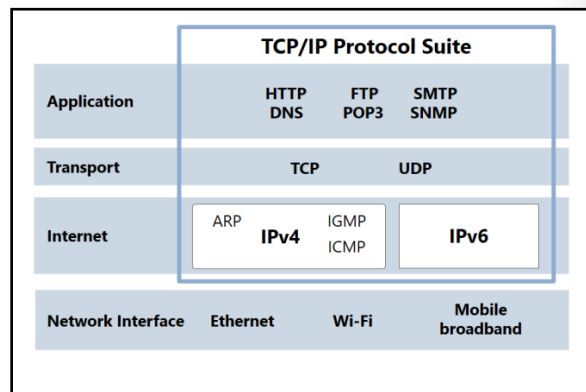 TCP/IP Protocol Suite
Application
HTTP FTP SMTP
DNS POP3 SNMP
Transport TCP UDP
Internet
ARP IGMP
IPv4 IPv6
ICMP
Network Interface Ethernet Wi-Fi Mobile
broadband